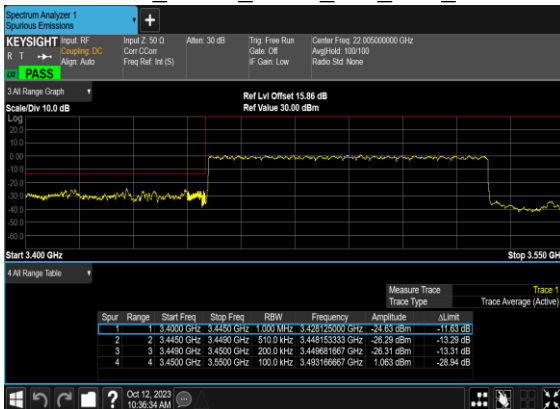 Spectrum Analyzer 1
Spurious Emissions
KEYSIGHT Input: RF Input Z: 50 Ω Atten: 30 dB Trig: Free Run Center Freq: 22.005000000 GHz
R T Coupling: DC Corr CCorr Gate: Off Avg|Hold: 100/100
Align: Auto Freq Ref: Int (S) IF Gain: Low Radio Std: None
PASS
3 All Range Graph
Ref Lvl Offset 15.86 dB
Scale/Div 10.0 dB Ref Value 30.00 dBm
Log
20.0
10.0
0.00
-10.0
-20.0
-30.0
-40.0
-50.0
-60.0
Start 3.400 GHz Stop 3.550 GH
4 All Range Table
Measure Trace Trace 1
Trace Type Trace Average (Active)
Spur Range Start Freq Stop Freq RBW Frequency Amplitude ΔLimit
1 1 3.4000 GHz 3.4450 GHz 1.000 MHz 3.428125000 GHz -24.63 dBm -11.63 dB
2 2 3.4450 GHz 3.4490 GHz 510.0 kHz 3.448153333 GHz -26.29 dBm -13.29 dB
3 3 3.4490 GHz 3.4500 GHz 200.0 kHz 3.449681667 GHz -26.31 dBm -13.31 dB
4 4 3.4500 GHz 3.5500 GHz 100.0 kHz 3.493166667 GHz 1.063 dBm -28.94 dB
Oct 12, 2023
10:36:34 AM